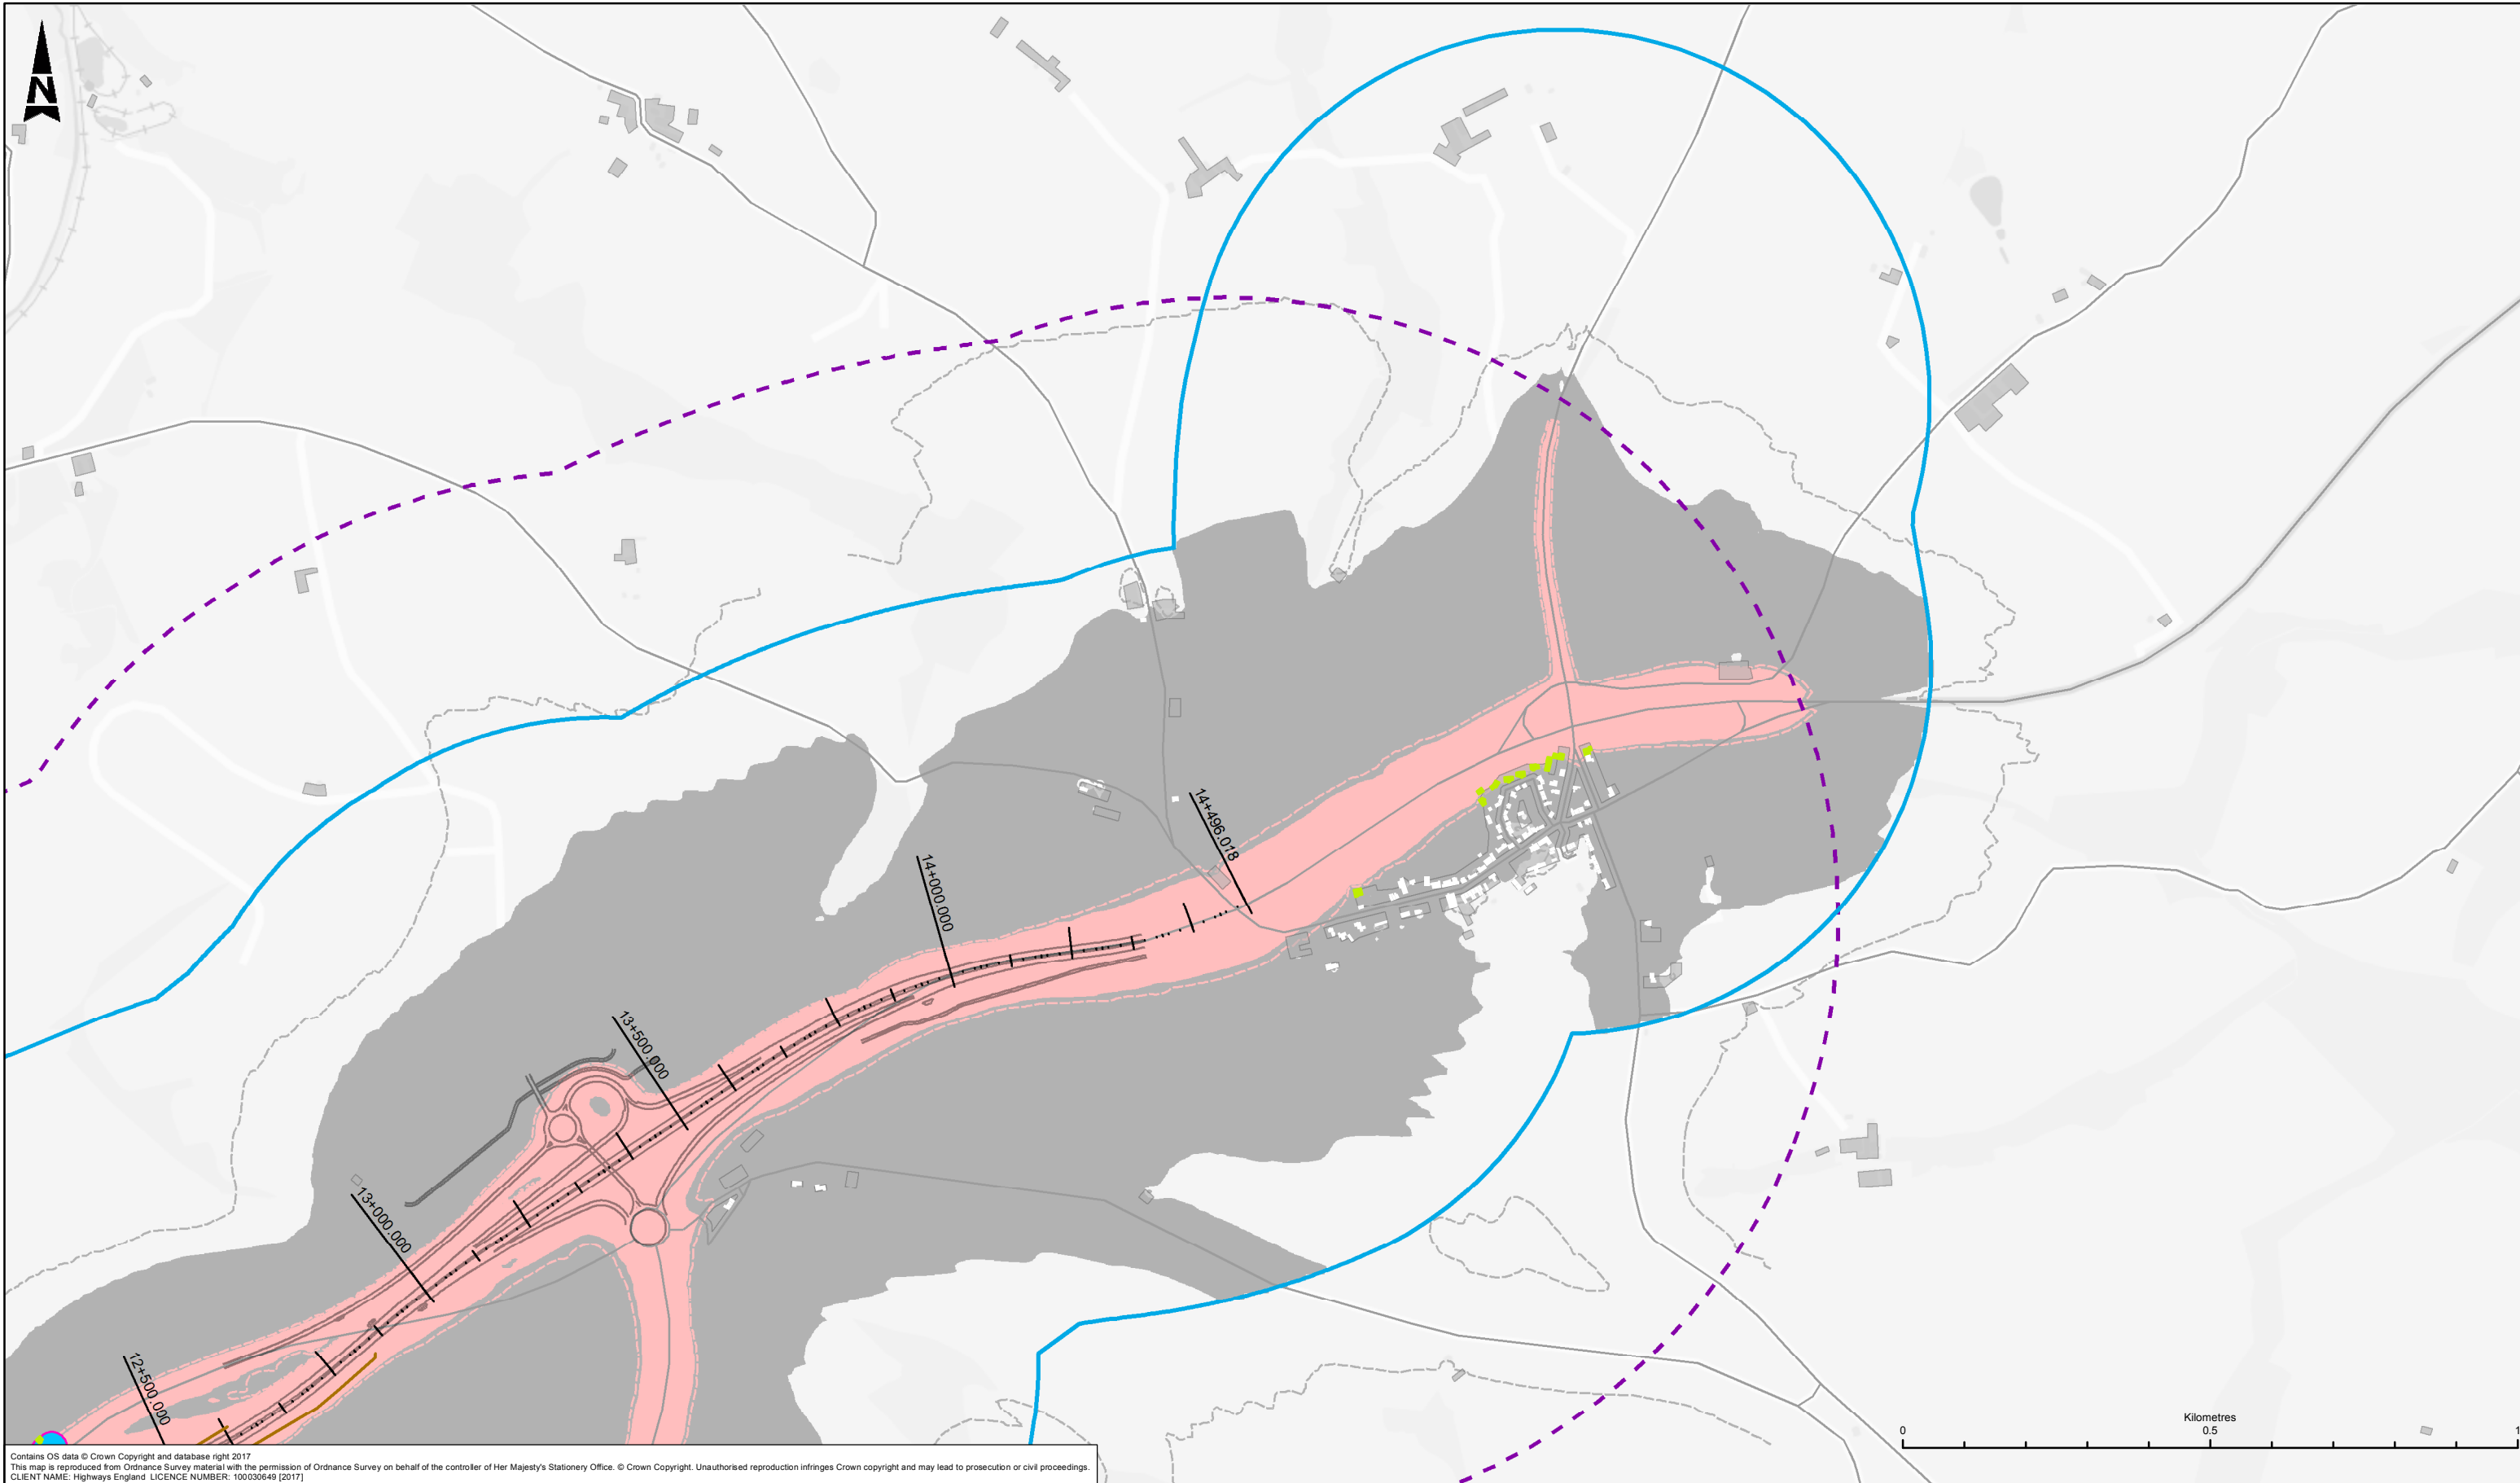 N
14+496.018
14+000.000
13+500.000
13+000.000
12+500.000
Kilometres
0 0.5 1
Contains OS data © Crown Copyright and database right 2017
This map is reproduced from Ordnance Survey material with the permission of Ordnance Survey on behalf of the controller of Her Majesty's Stationery Office. © Crown Copyright. Unauthorised reproduction infringes Crown copyright and may lead to prosecution or civil proceedings.
CLIENT NAME: Highways England LICENCE NUMBER: 100030649 [2017]